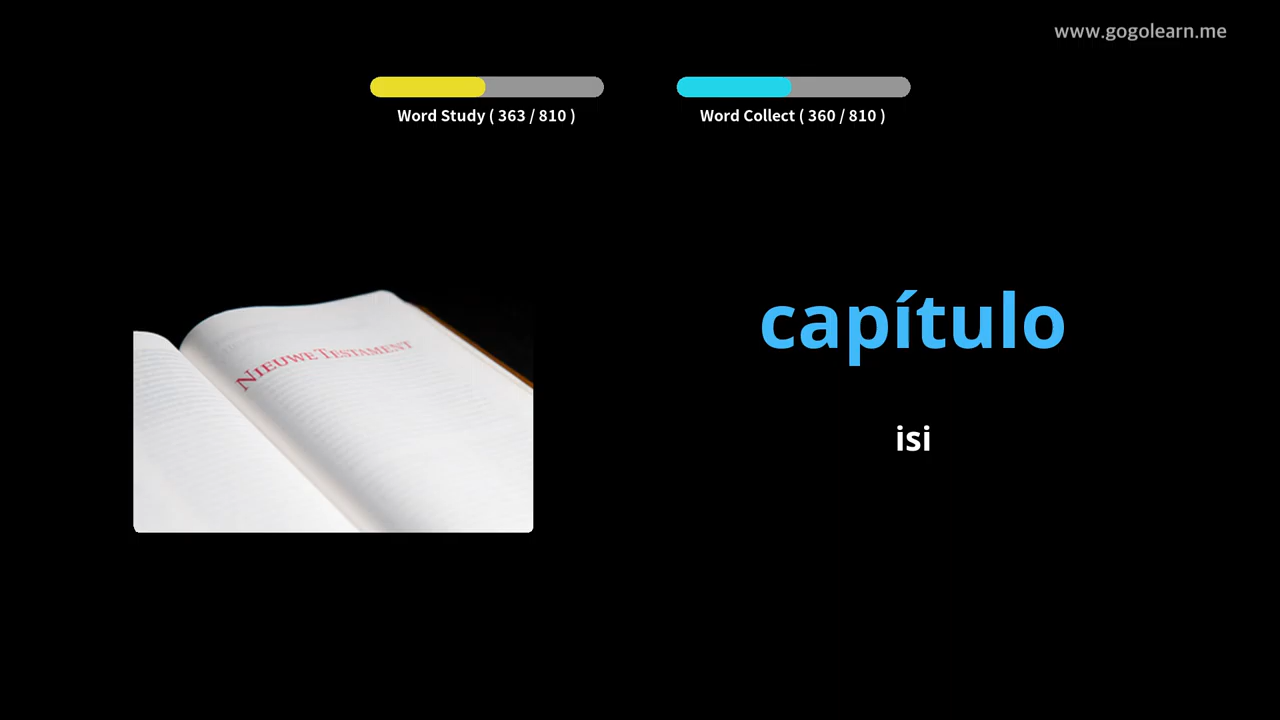 www.gogolearn.me
Word Study ( 363 / 810 )
Word Collect ( 360 / 810 )
NIEUWE TESTAMENT
capítulo
isi